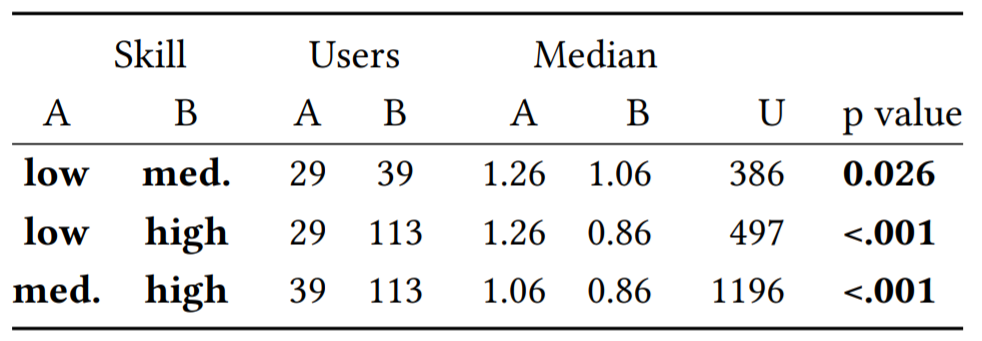 Skill Users Median
A B A B A B U p value
low med. 29 39 1.26 1.06 386 0.026
low high 29 113 1.26 0.86 497 <.001
med. high 39 113 1.06 0.86 1196 <.001